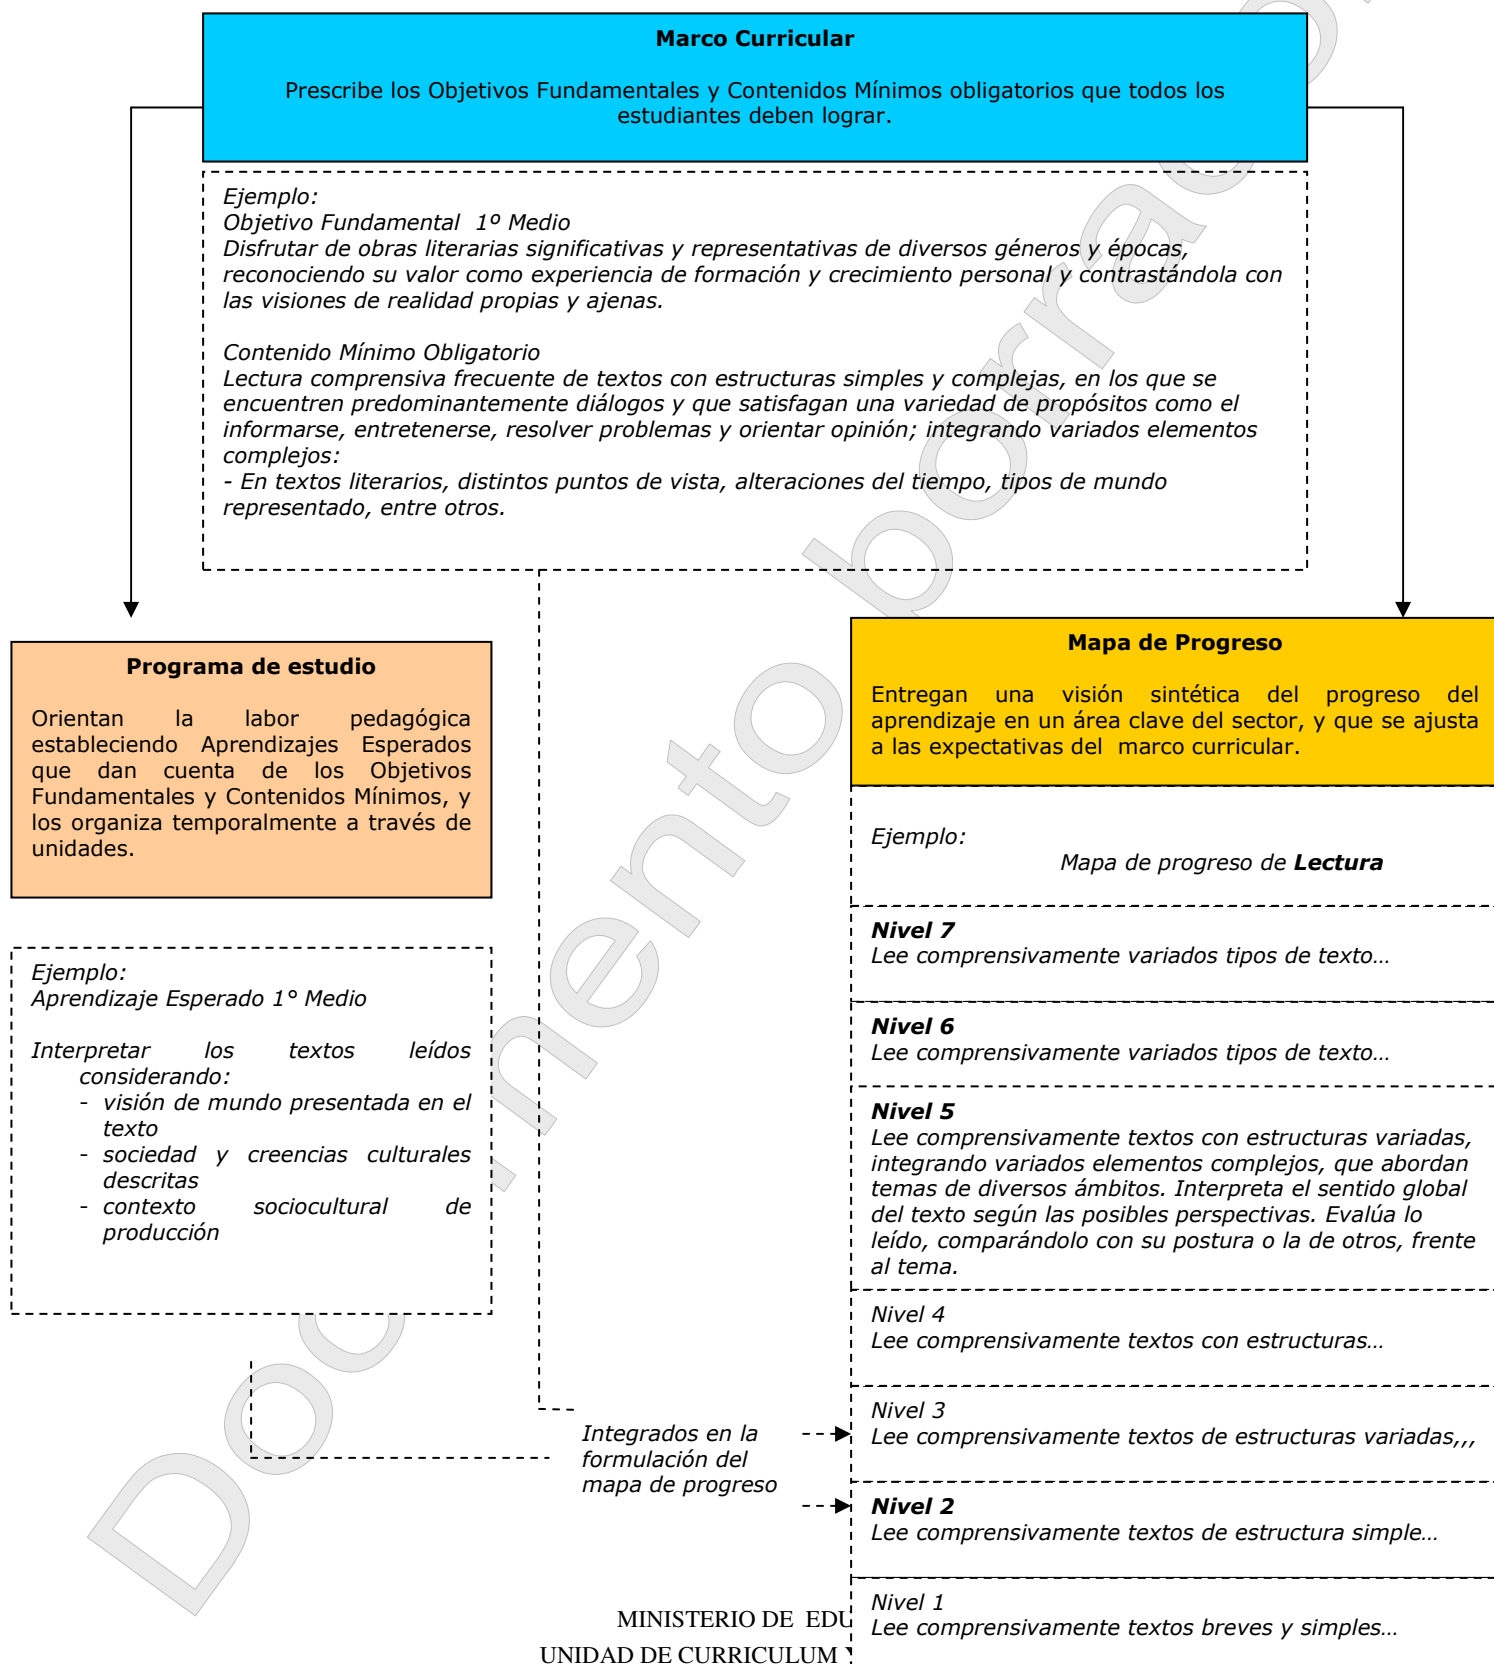 Marco Curricular
Prescribe los Objetivos Fundamentales y Contenidos Mínimos obligatorios que todos los
estudiantes deben lograr.
Ejemplo:
Objetivo Fundamental 1º Medio
Disfrutar de obras literarias significativas y representativas de diversos géneros y épocas,
reconociendo su valor como experiencia de formación y crecimiento personal y contrastándola con
las visiones de realidad propias y ajenas.
Contenido Mínimo Obligatorio
Lectura comprensiva frecuente de textos con estructuras simples y complejas, en los que se
encuentren predominantemente diálogos y que satisfagan una variedad de propósitos como el
informarse, entretenerse, resolver problemas y orientar opinión; integrando variados elementos
complejos:
- En textos literarios, distintos puntos de vista, alteraciones del tiempo, tipos de mundo
representado, entre otros.
Programa de estudio
Orientan la labor pedagógica
estableciendo Aprendizajes Esperados
que dan cuenta de los Objetivos
Fundamentales y Contenidos Mínimos, y
los organiza temporalmente a través de
unidades.
Ejemplo:
Aprendizaje Esperado 1° Medio
Interpretar los textos leídos
considerando:
- visión de mundo presentada en el
texto
- sociedad y creencias culturales
descritas
- contexto sociocultural de
producción
Mapa de Progreso
Entregan una visión sintética del progreso del
aprendizaje en un área clave del sector, y que se ajusta
a las expectativas del marco curricular.
Ejemplo:
Mapa de progreso de Lectura
Nivel 7
Lee comprensivamente variados tipos de texto…
Nivel 6
Lee comprensivamente variados tipos de texto…
Nivel 5
Lee comprensivamente textos con estructuras variadas,
integrando variados elementos complejos, que abordan
temas de diversos ámbitos. Interpreta el sentido global
del texto según las posibles perspectivas. Evalúa lo
leído, comparándolo con su postura o la de otros, frente
al tema.
Nivel 4
Lee comprensivamente textos con estructuras…
Nivel 3
Lee comprensivamente textos de estructuras variadas,,,
Nivel 2
Lee comprensivamente textos de estructura simple…
Nivel 1
Lee comprensivamente textos breves y simples…
Integrados en la
formulación del
mapa de progreso
MINISTERIO DE
UNIDAD DE CURRICULUM